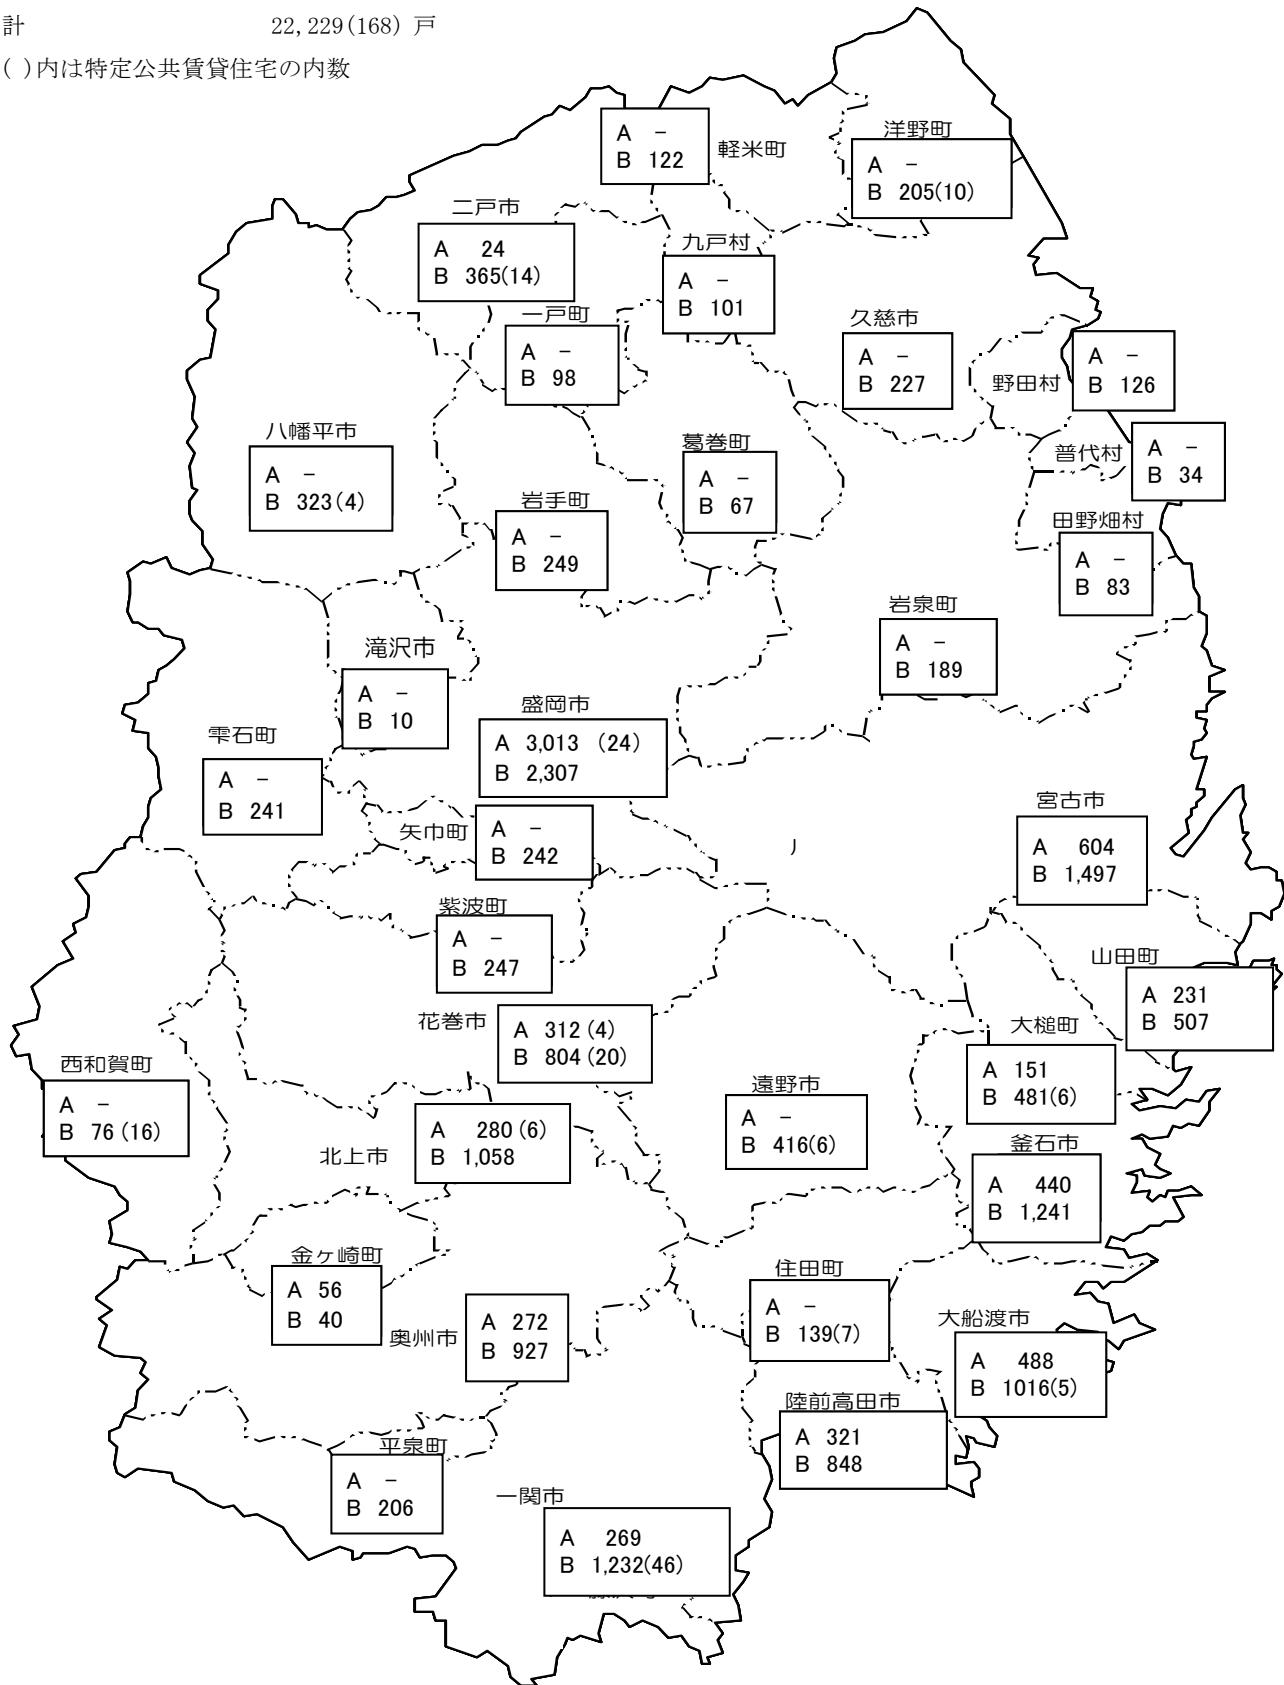 計 22,229(168) 戸
( )内は特定公共賃貸住宅の内数
軽米町
A －
B 122
洋野町
A －
B 205(10)
二戸市
A 24
B 365(14)
九戸村
A －
B 101
一戸町
A －
B 98
久慈市
A －
B 227
野田村
A －
B 126
八幡平市
A －
B 323(4)
葛巻町
A －
B 67
普代村
A －
B 34
岩手町
A －
B 249
田野畑村
A －
B 83
岩泉町
A －
B 189
滝沢市
A －
B 10
盛岡市
A 3,013 (24)
B 2,307
雫石町
A －
B 241
矢巾町
A －
B 242
宮古市
A 604
B 1,497
紫波町
A －
B 247
山田町
A 231
B 507
花巻市
A 312 (4)
B 804 (20)
大槌町
A 151
B 481(6)
西和賀町
A －
B 76 (16)
遠野市
A －
B 416(6)
北上市
A 280 (6)
B 1,058
釜石市
A 440
B 1,241
金ヶ崎町
A 56
B 40
住田町
A －
B 139(7)
奥州市
A 272
B 927
大船渡市
A 488
B 1016(5)
陸前高田市
A 321
B 848
平泉町
A －
B 206
一関市
A 269
B 1,232(46)